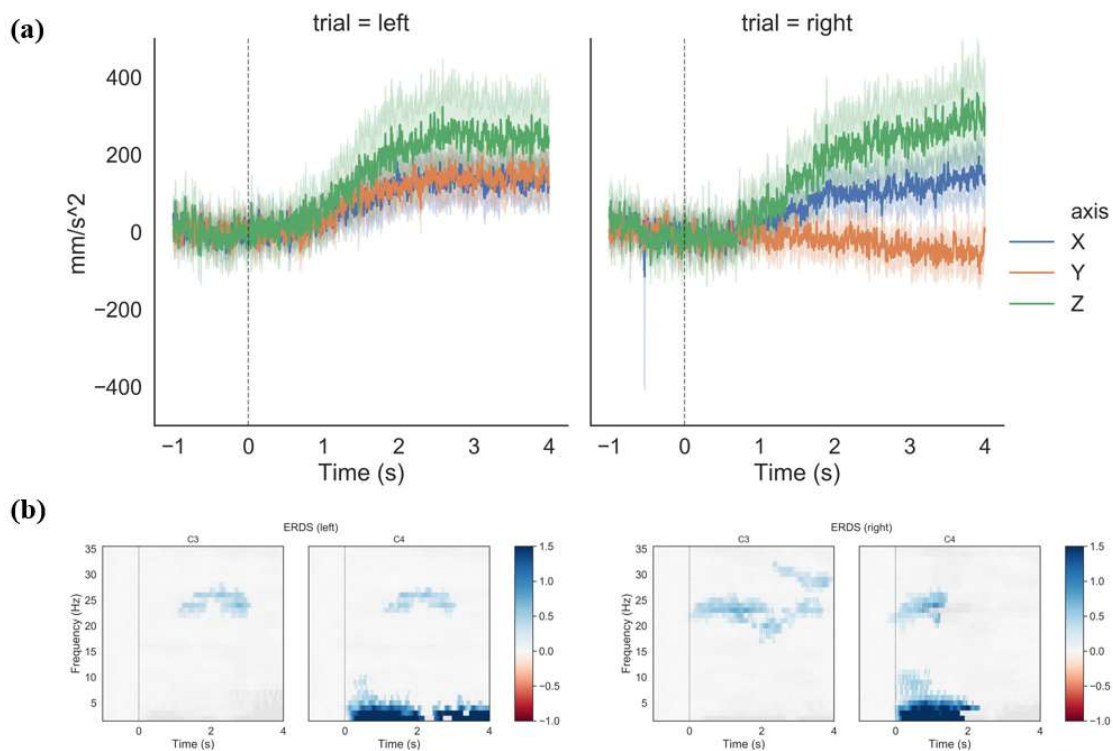 (a)
trial = left
trial = right
mm/s^2
400
200
0
−200
−400
−1 0 1 2 3 4
Time (s)
−1 0 1 2 3 4
Time (s)
axis
X
Y
Z
(b)
ERDS (left)
C3
C4
Frequency (Hz)
35
30
25
20
15
10
5
0 2 4
Time (s)
0 2 4
Time (s)
1.5
1.0
0.5
0.0
−0.5
−1.0
ERDS (right)
C3
C4
Frequency (Hz)
35
30
25
20
15
10
5
0 2 4
Time (s)
0 2 4
Time (s)
1.5
1.0
0.5
0.0
−0.5
−1.0